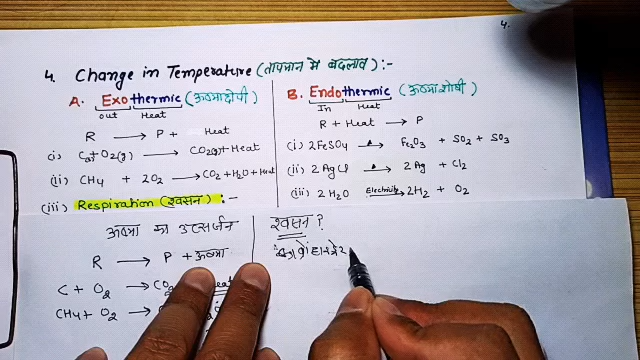 4.
4. Change in Temperature (तापमान में बदलाव) :-
A. Exothermic (ऊष्माक्षेपी)
out Heat
R → P + Heat
(i) C(s)+O2(g) → CO2(g)+Heat
(ii) CH4 + 2O2 → CO2+H2O+Heat
(iii) Respiration (श्वसन) :-
B. Endothermic (ऊष्माशोषी)
In Heat
R + Heat → P
(i) 2FeSO4 → Fe2O3 + SO2 + SO3
(ii) 2AgCl → 2Ag + Cl2
(iii) 2H2O Electricity → 2H2 + O2
ऊष्मा का उत्सर्जन
R → P + ऊष्मा
C + O2 → CO2
CH4 + O2 →
श्वसन ?